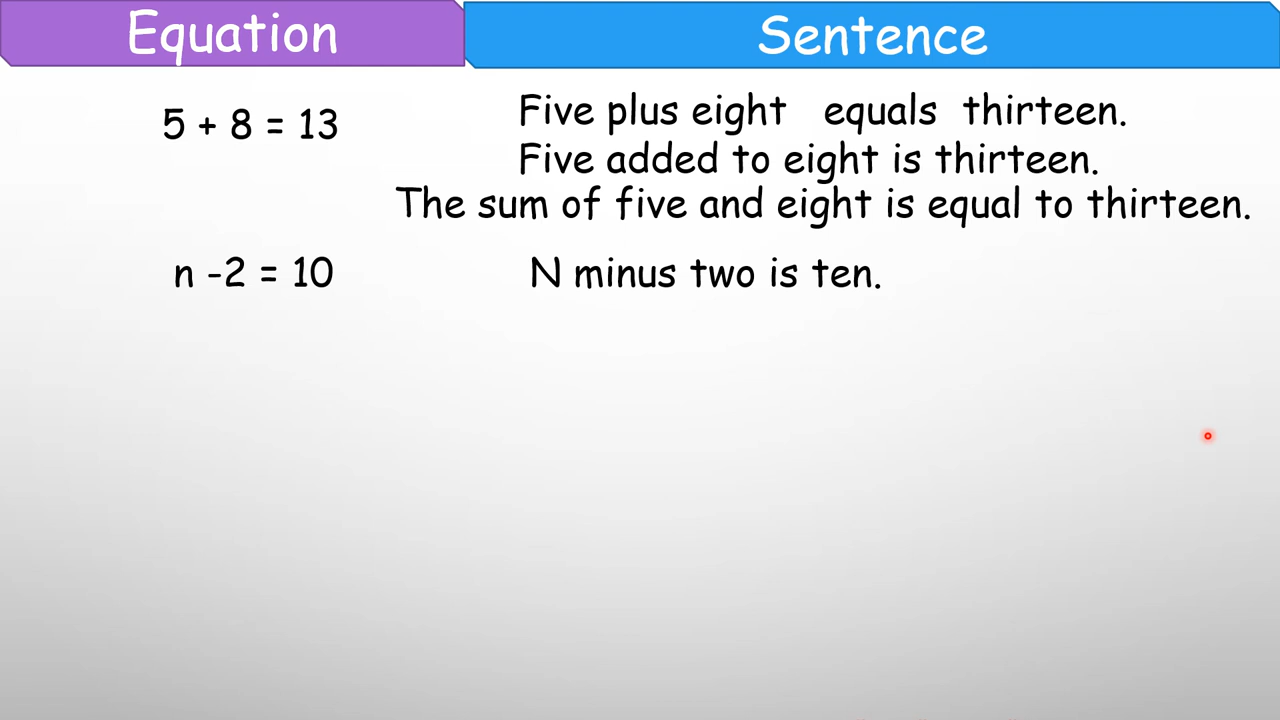 Equation
Sentence
5 + 8 = 13
Five plus eight equals thirteen.
Five added to eight is thirteen.
The sum of five and eight is equal to thirteen.
n -2 = 10
N minus two is ten.